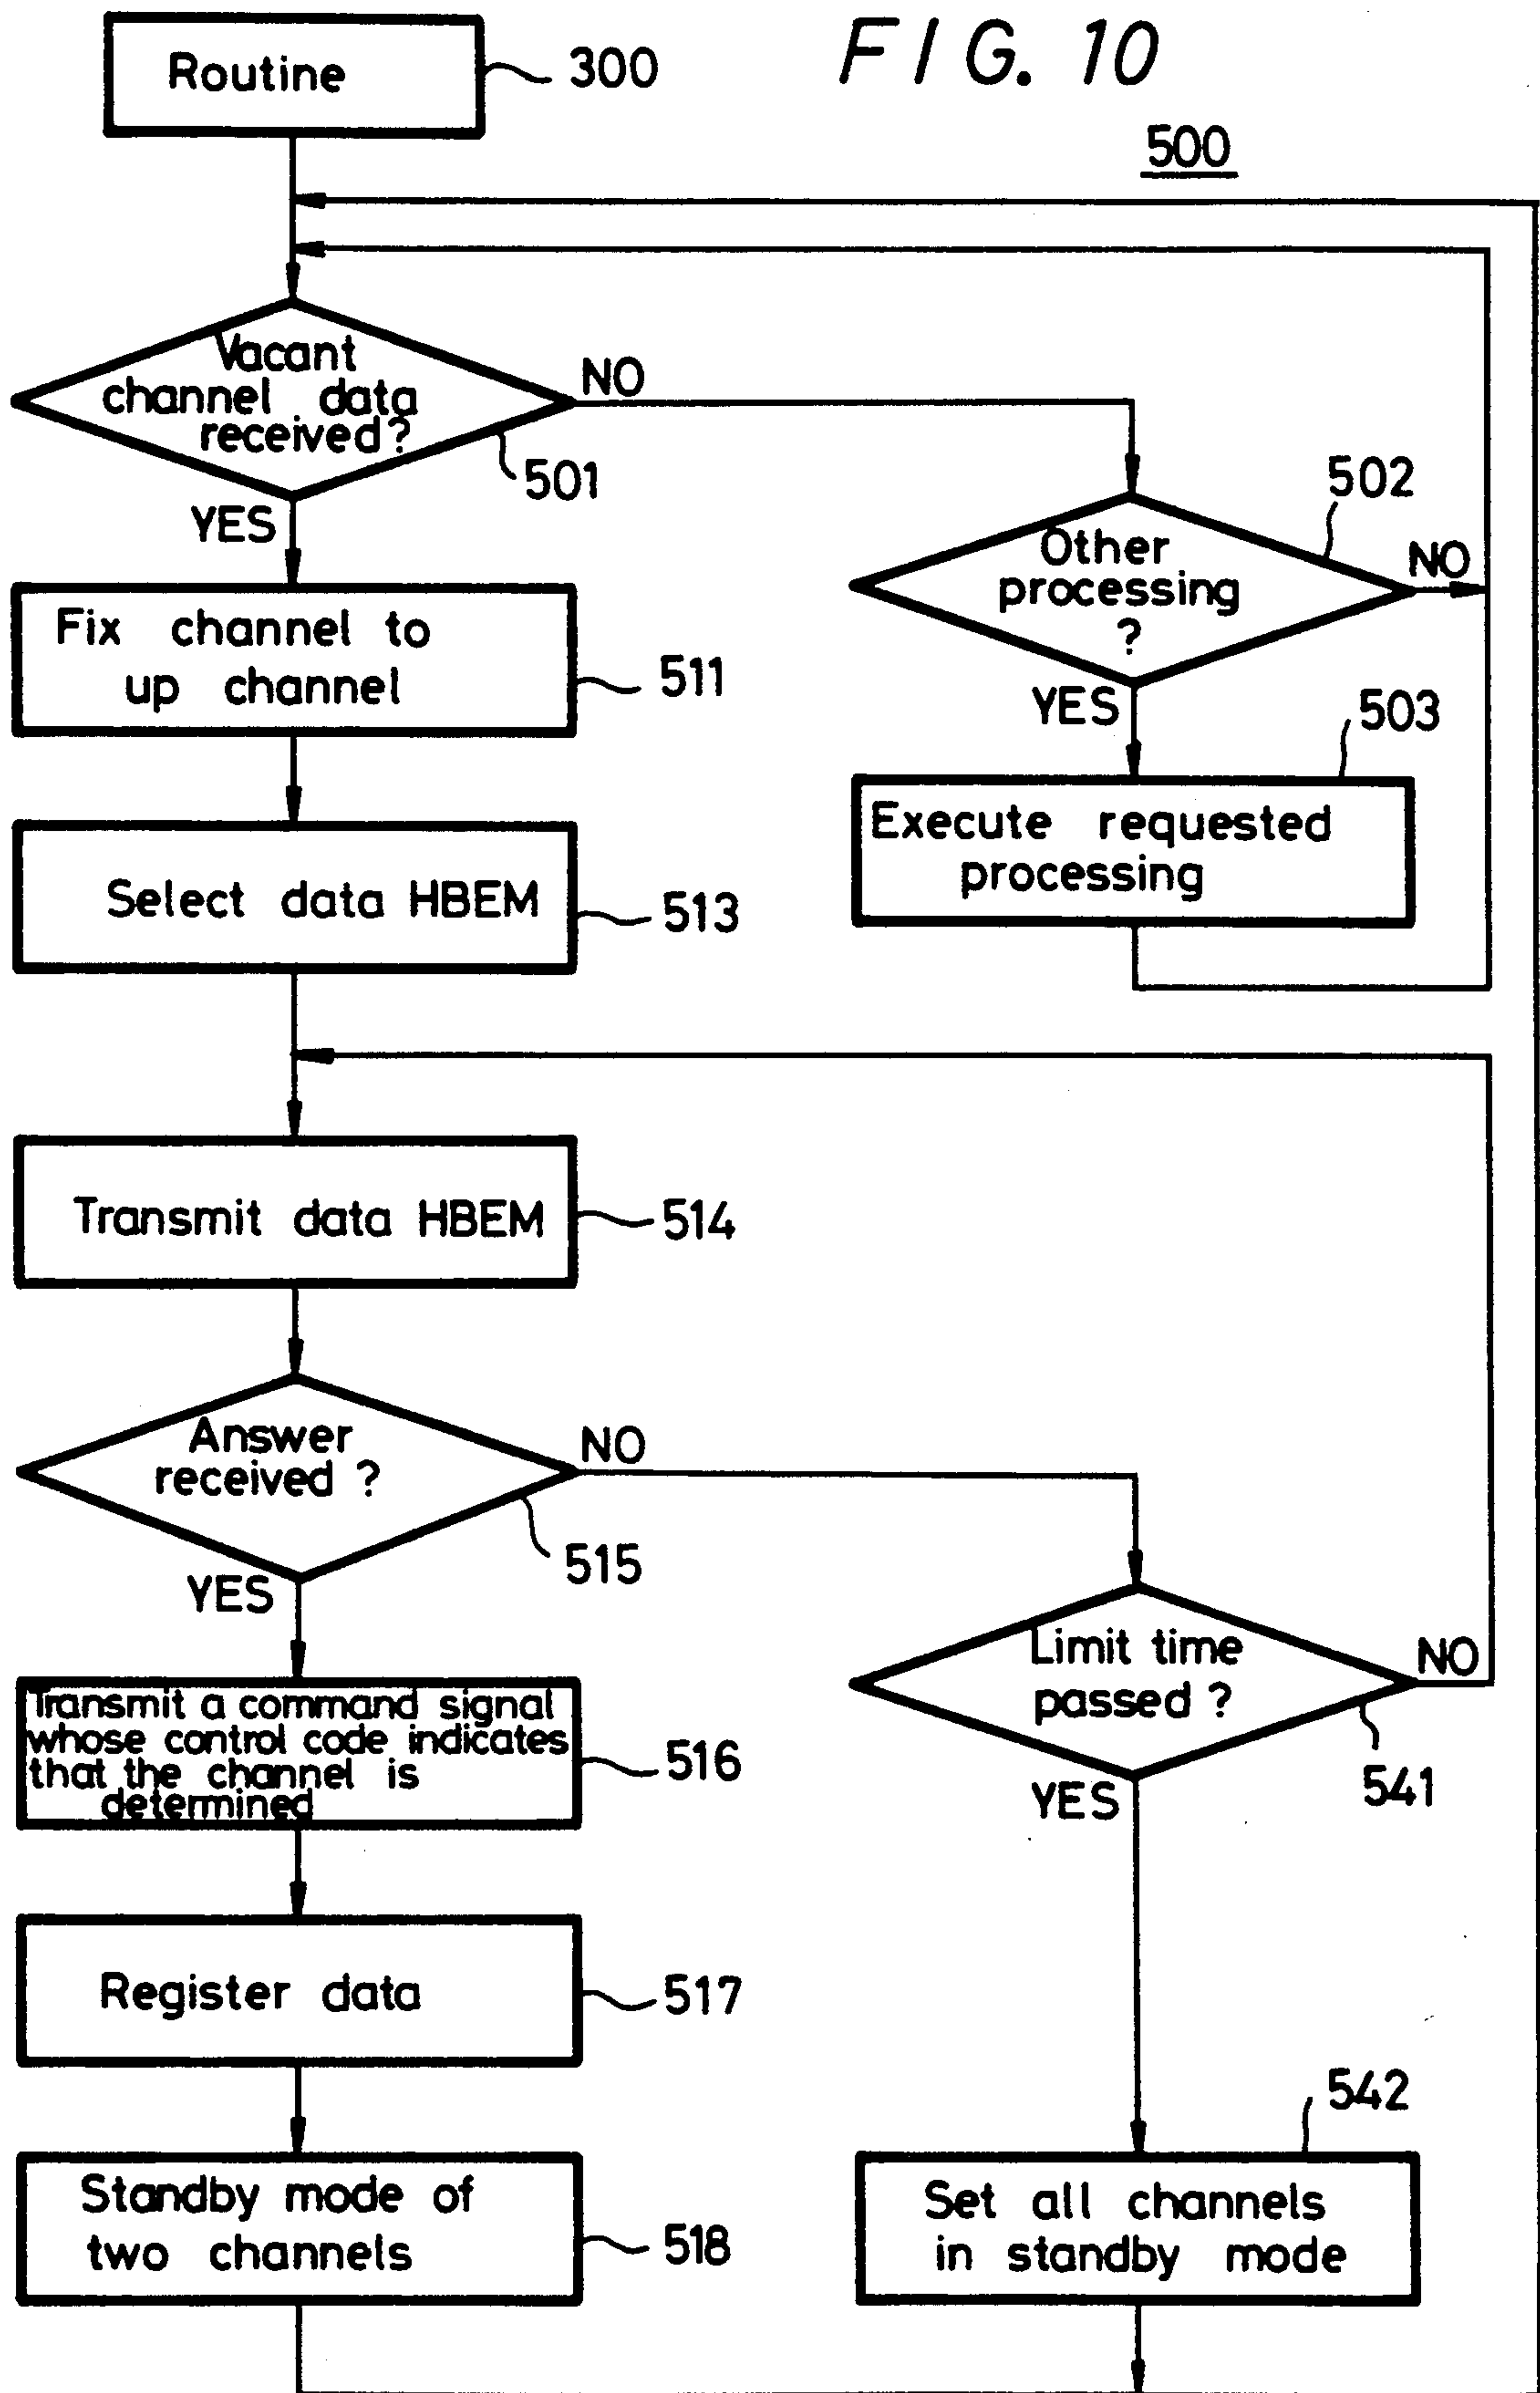 FIG. 10
Routine
300
500
Vacant
channel data
received?
NO
501
YES
502
Other
processing
?
NO
YES
503
Execute requested
processing
Fix channel to
up channel
511
Select data HBEM
513
Transmit data HBEM
514
Answer
received ?
NO
515
YES
Limit time
passed ?
NO
541
YES
Transmit a command signal
whose control code indicates
that the channel is
determined
516
Register data
517
542
Standby mode of
two channels
518
Set all channels
in standby mode